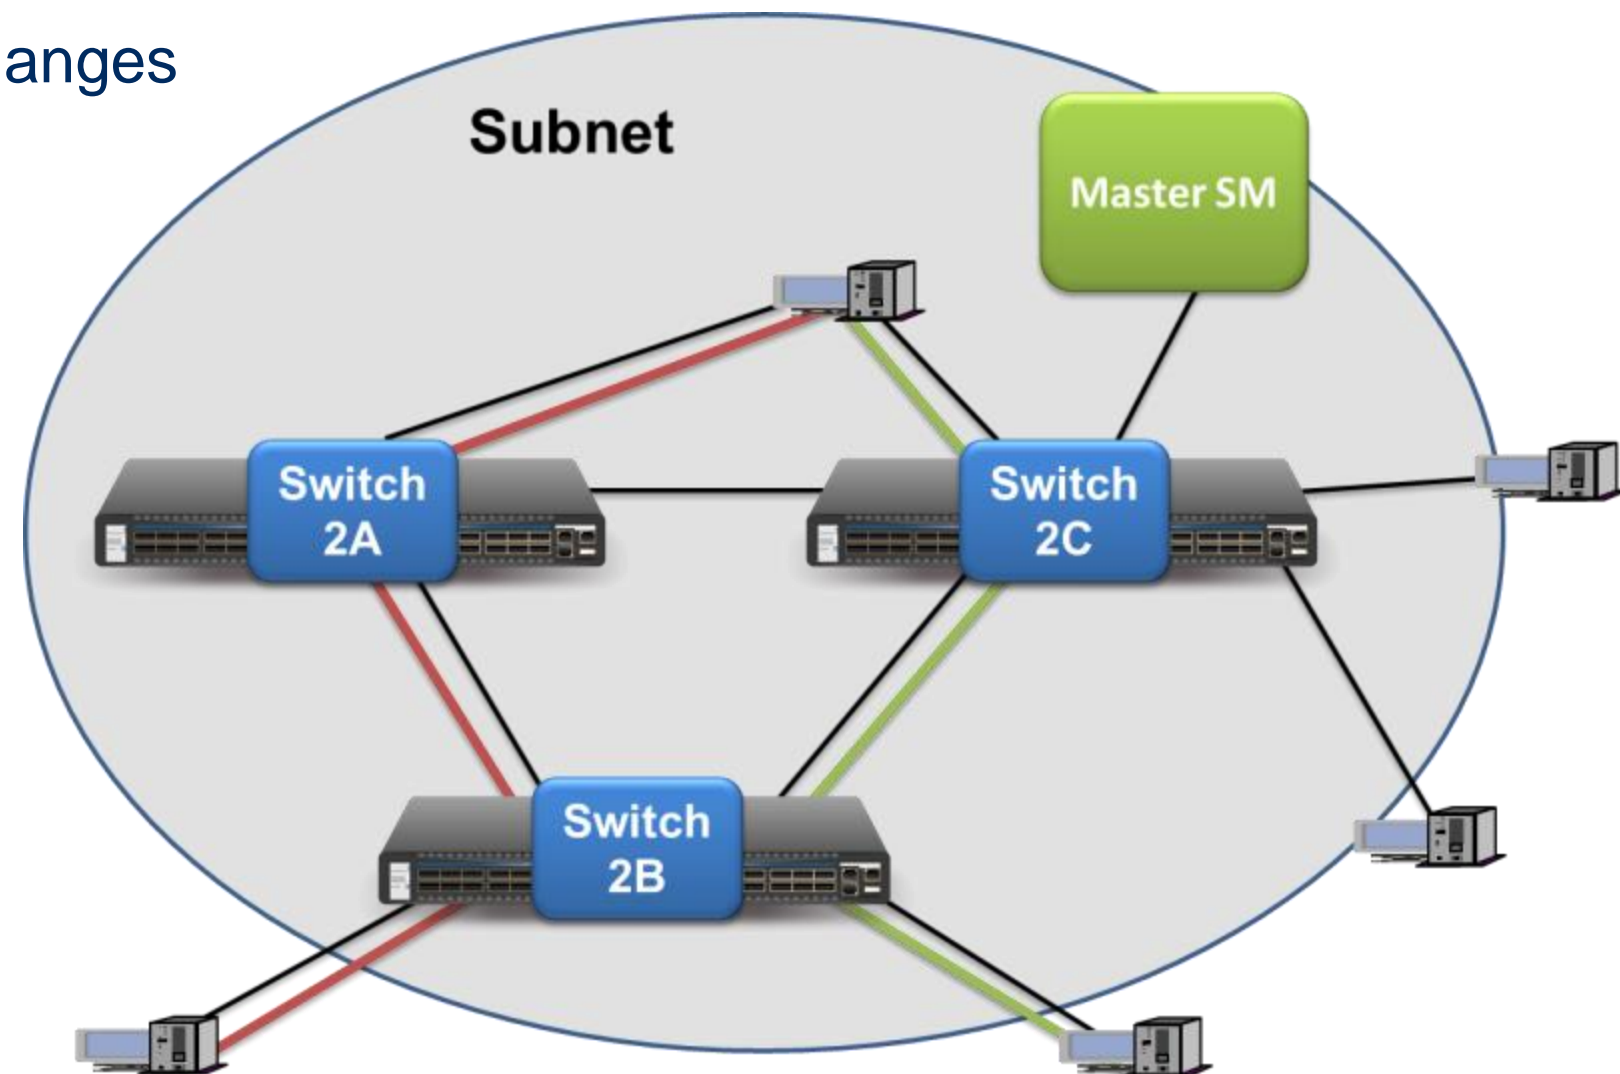 anges
Subnet
Master SM
Switch
2A
Switch
2C
Switch
2B